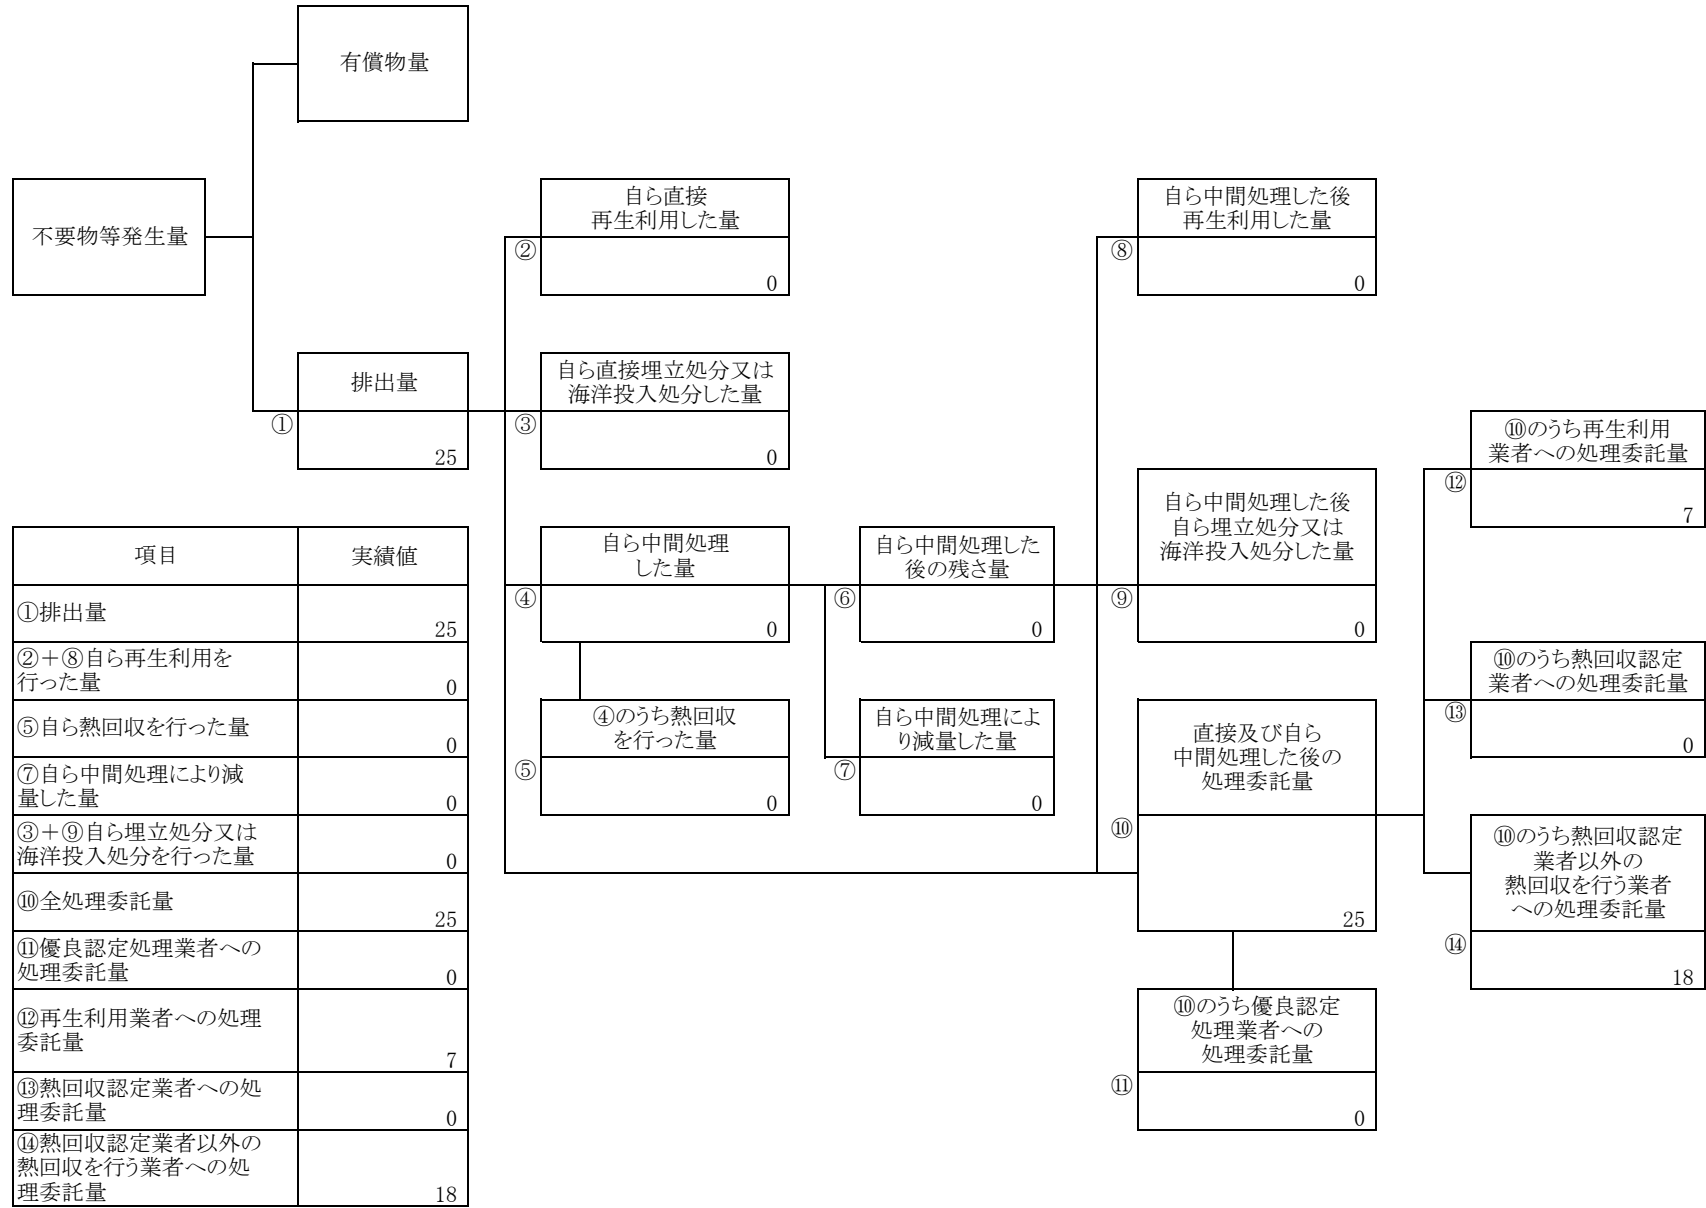 有償物量
不要物等発生量
自ら直接
再生利用した量
②
0
自ら中間処理した後
再生利用した量
⑧
0
排出量
①
25
自ら直接埋立処分又は
海洋投入処分した量
③
0
⑩のうち再生利用
業者への処理委託量
⑫
7
自ら中間処理
した量
④
0
自ら中間処理した
後の残さ量
⑥
0
自ら中間処理した後
自ら埋立処分又は
海洋投入処分した量
⑨
0
⑩のうち熱回収認定
業者への処理委託量
⑬
0
④のうち熱回収
を行った量
⑤
0
自ら中間処理によ
り減量した量
⑦
0
直接及び自ら
中間処理した後の
処理委託量
⑩
25
⑩のうち熱回収認定
業者以外の
熱回収を行う業者
への処理委託量
⑭
18
⑩のうち優良認定
処理業者への
処理委託量
⑪
0
項目 実績値
①排出量
25
②＋⑧自ら再生利用を
行った量
0
⑤自ら熱回収を行った量
0
⑦自ら中間処理により減
量した量
0
③＋⑨自ら埋立処分又は
海洋投入処分を行った量
0
⑩全処理委託量
25
⑪優良認定処理業者への
処理委託量
0
⑫再生利用業者への処理
委託量
7
⑬熱回収認定業者への処
理委託量
0
⑭熱回収認定業者以外の
熱回収を行う業者への処
理委託量
18